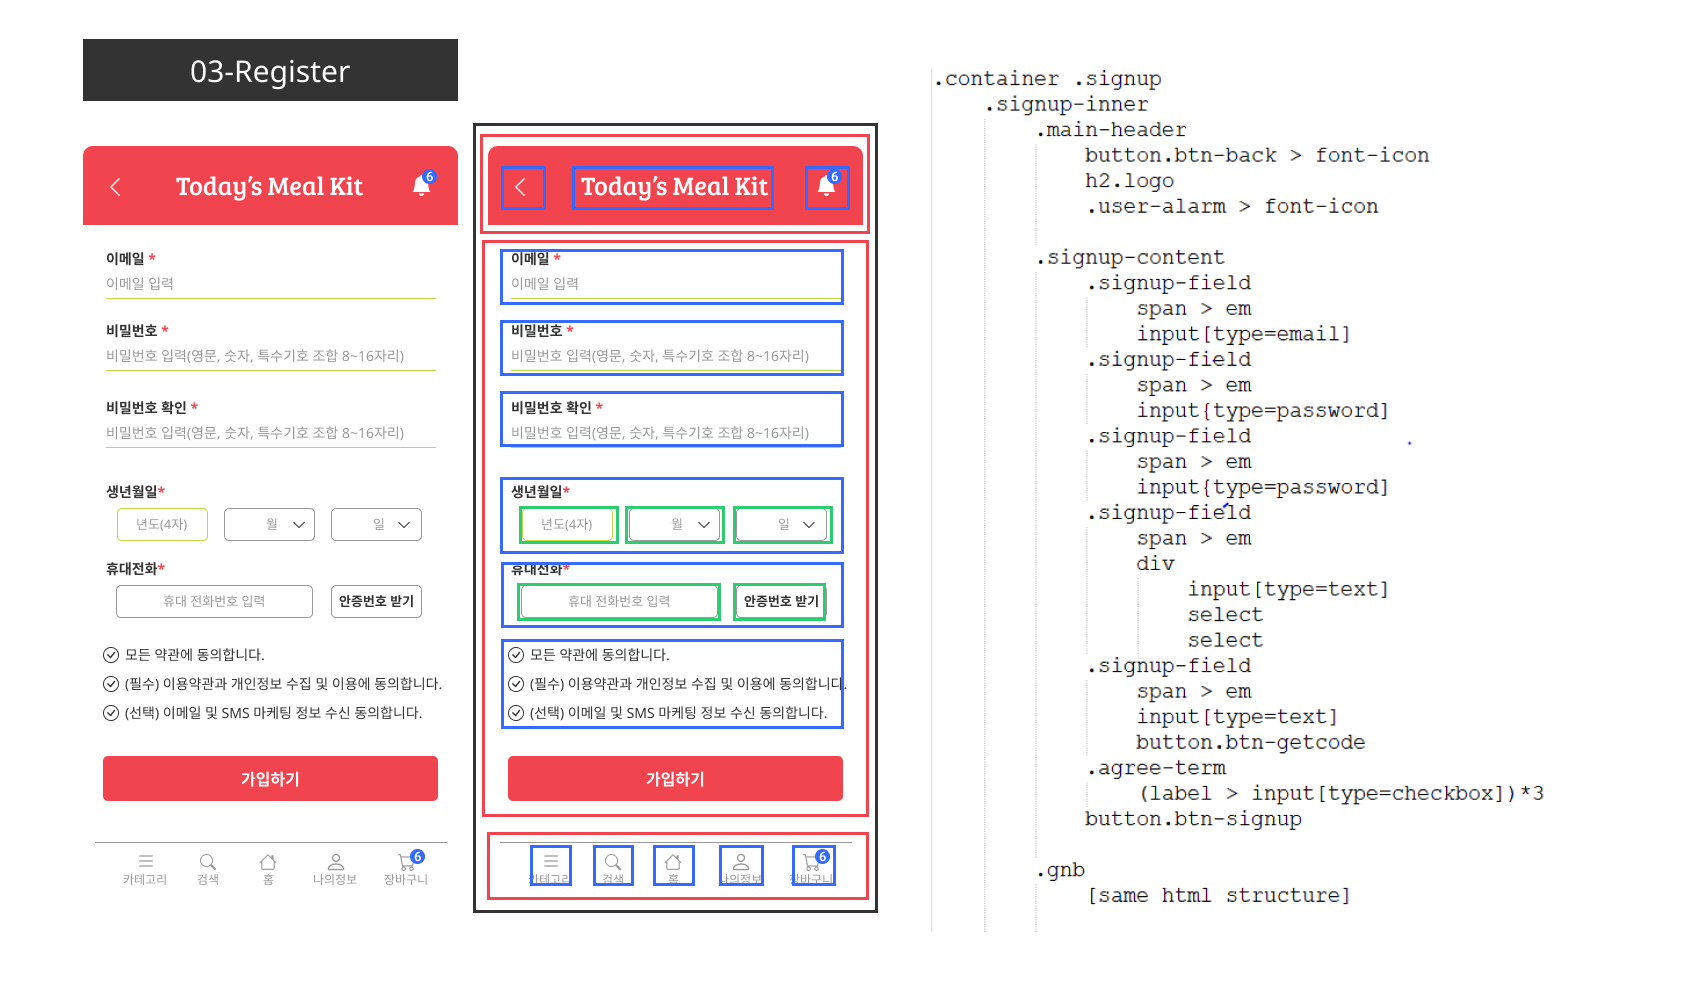 03-Register
Today's Meal Kit
6
이메일 *
이메일 입력
비밀번호 *
비밀번호 입력(영문, 숫자, 특수기호 조합 8~16자리)
비밀번호 확인 *
비밀번호 입력(영문, 숫자, 특수기호 조합 8~16자리)
생년월일*
년도(4자) 월 일
휴대전화*
휴대 전화번호 입력 안증번호 받기
모든 약관에 동의합니다.
(필수) 이용약관과 개인정보 수집 및 이용에 동의합니다.
(선택) 이메일 및 SMS 마케팅 정보 수신 동의합니다.
가입하기
6
카테고리 검색 홈 나의정보 장바구니
Today's Meal Kit
6
이메일 *
이메일 입력
비밀번호 *
비밀번호 입력(영문, 숫자, 특수기호 조합 8~16자리)
비밀번호 확인 *
비밀번호 입력(영문, 숫자, 특수기호 조합 8~16자리)
생년월일*
년도(4자) 월 일
휴대전화*
휴대 전화번호 입력 안증번호 받기
모든 약관에 동의합니다.
(필수) 이용약관과 개인정보 수집 및 이용에 동의합니다.
(선택) 이메일 및 SMS 마케팅 정보 수신 동의합니다.
가입하기
6
카테고리 검색 홈 나의정보 장바구니
.container .signup
.signup-inner
.main-header
button.btn-back > font-icon
h2.logo
.user-alarm > font-icon
.signup-content
.signup-field
span > em
input[type=email]
.signup-field
span > em
input{type=password]
.signup-field
span > em
input{type=password]
.signup-field
span > em
div
input[type=text]
select
select
.signup-field
span > em
input[type=text]
button.btn-getcode
.agree-term
(label > input[type=checkbox])*3
button.btn-signup
.gnb
[same html structure]